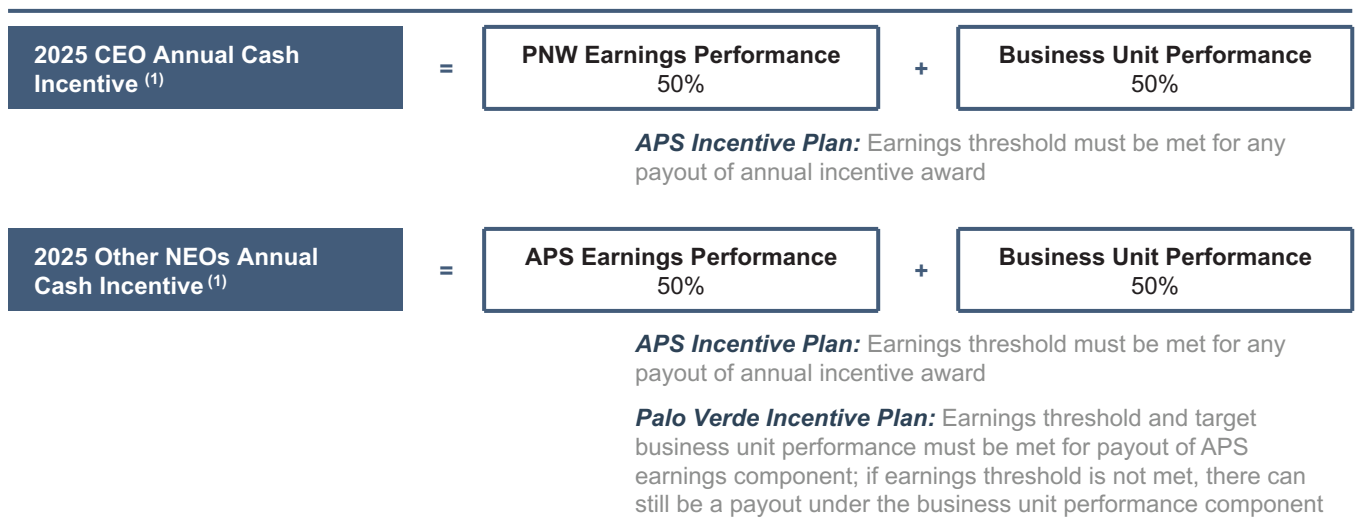 2025 CEO Annual Cash
Incentive (1)
=
PNW Earnings Performance
50%
+
Business Unit Performance
50%
APS Incentive Plan: Earnings threshold must be met for any
payout of annual incentive award
2025 Other NEOs Annual
Cash Incentive (1)
=
APS Earnings Performance
50%
+
Business Unit Performance
50%
APS Incentive Plan: Earnings threshold must be met for any
payout of annual incentive award
Palo Verde Incentive Plan: Earnings threshold and target
business unit performance must be met for payout of APS
earnings component; if earnings threshold is not met, there can
still be a payout under the business unit performance component